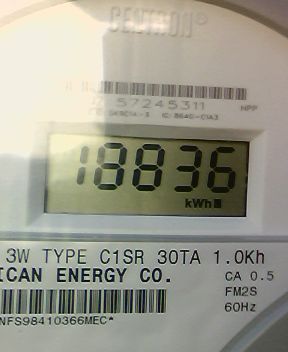 CENTRON®
57245311 NPP
18836
kWh
3W TYPE C1SR 30TA 1.0Kh
ICAN ENERGY CO. CA 0.5
FM2S
NFS98410366MEC* 60Hz